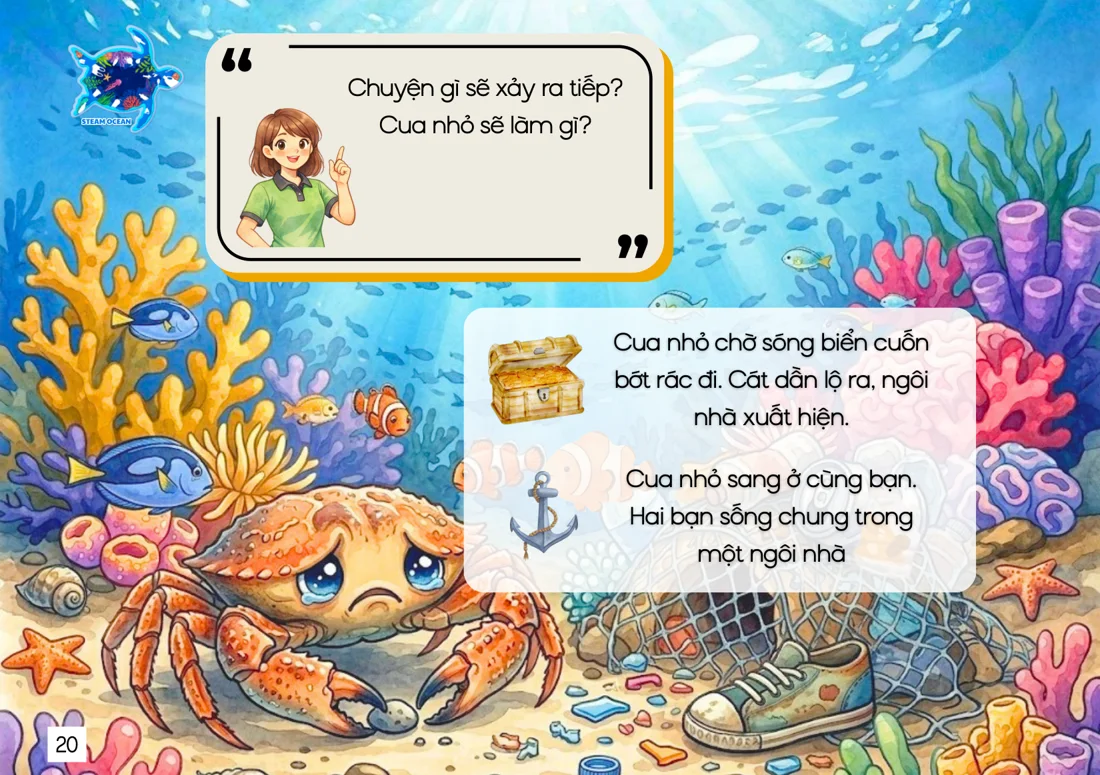 STEAM OCEAN
Chuyện gì sẽ xảy ra tiếp?
Cua nhỏ sẽ làm gì?
Cua nhỏ chờ sóng biển cuốn
bớt rác đi. Cát dần lộ ra, ngôi
nhà xuất hiện.
Cua nhỏ sang ở cùng bạn.
Hai bạn sống chung trong
một ngôi nhà
20